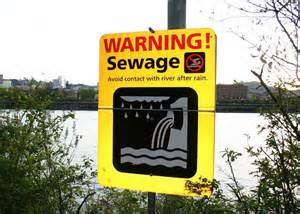 WARNING!
Sewage
Avoid contact with river after rain.